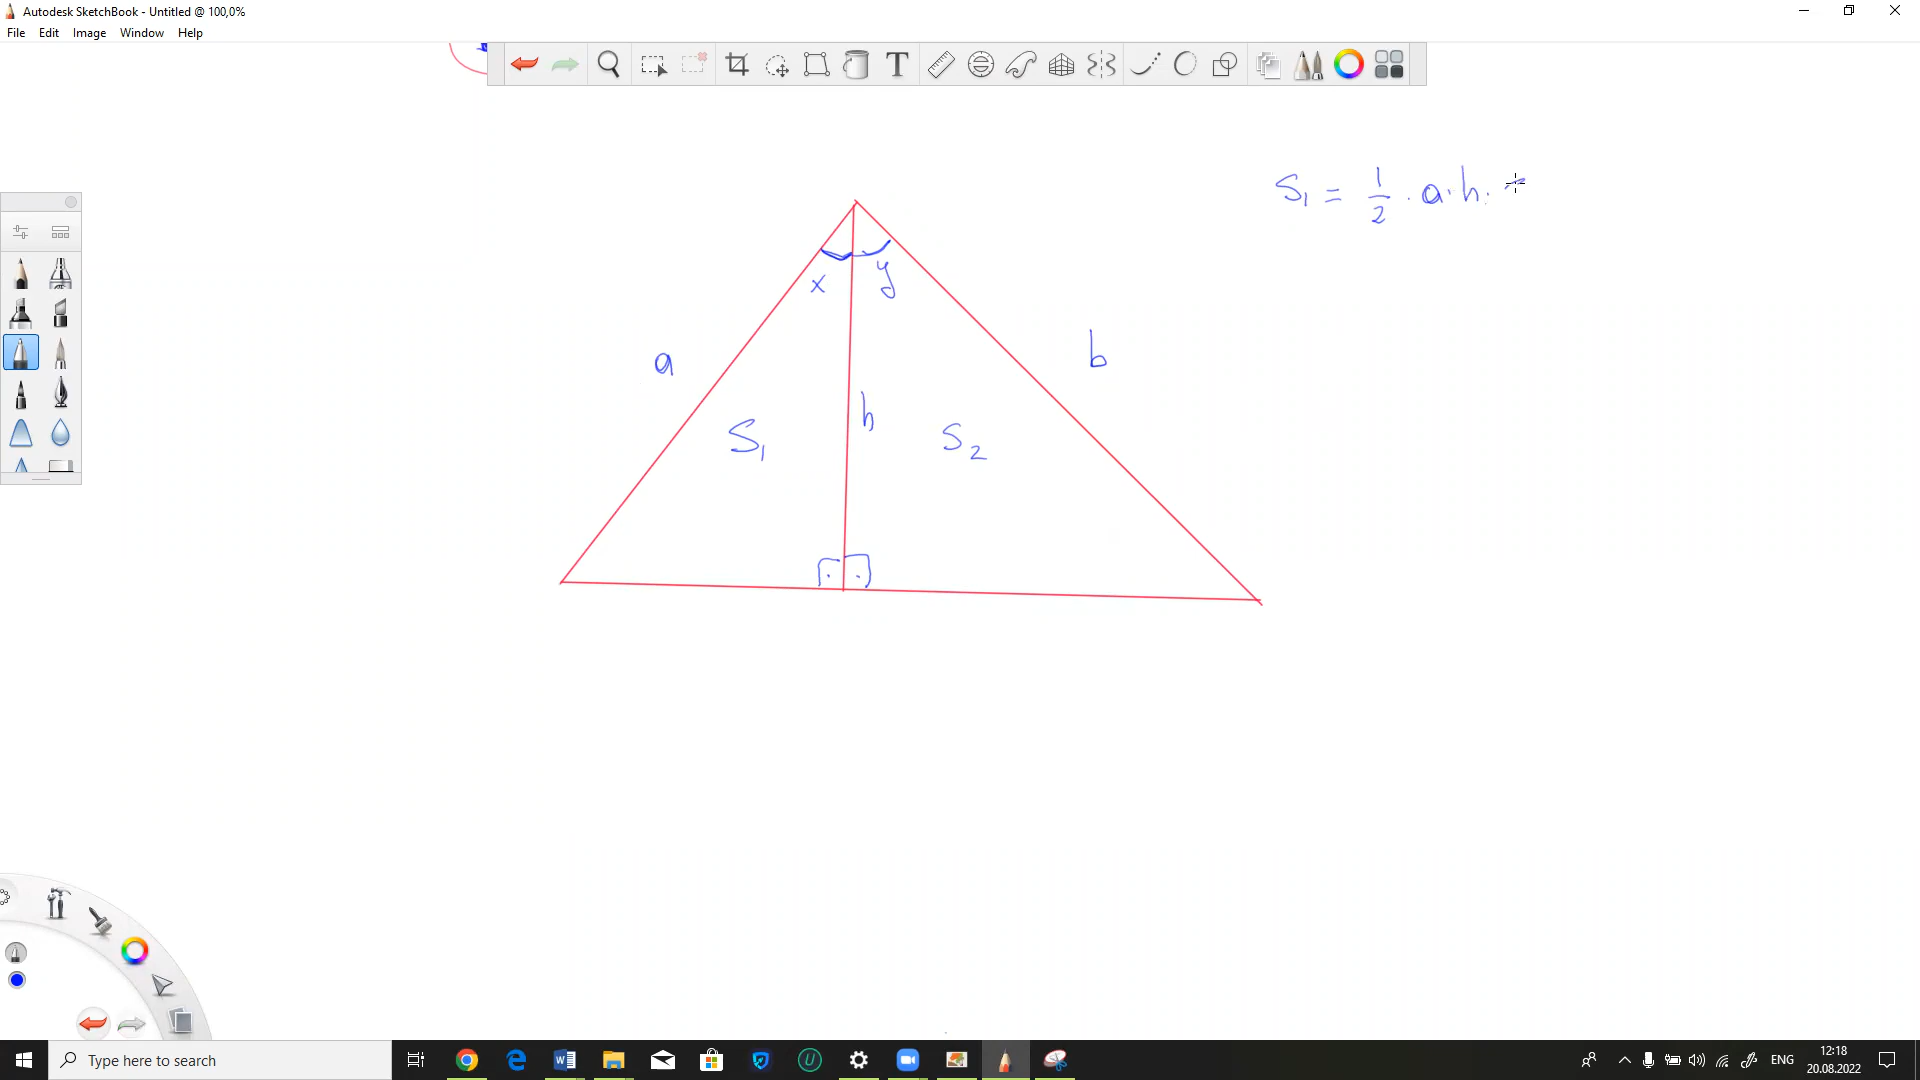 Autodesk SketchBook - Untitled @ 100,0%
File Edit Image Window Help
T
S₁ = 1/2 · a · h ·
x y
a
b
h
S₁
S₂
Type here to search
W
U
ENG
12:18
20.08.2022